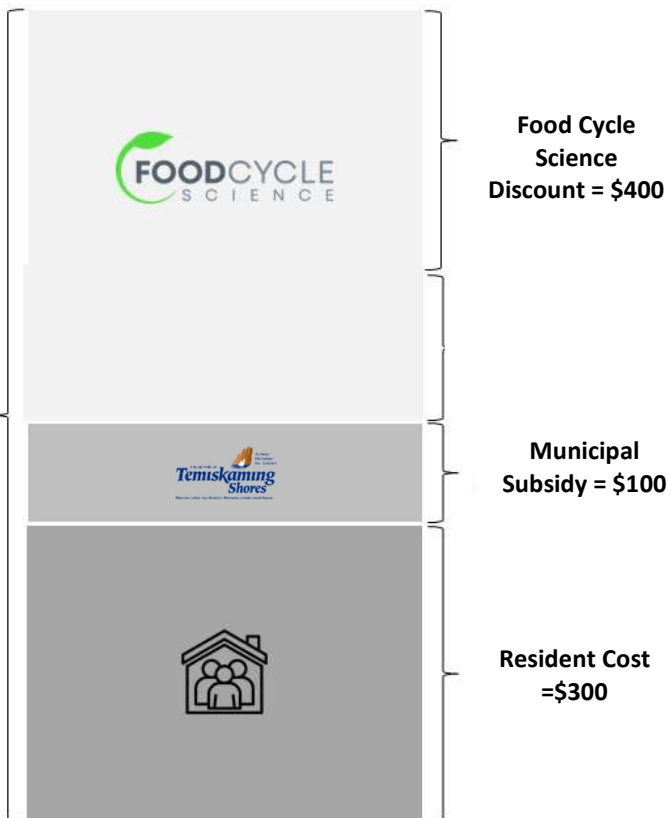 FOODCYCLE
SCIENCE
Food Cycle
Science
Discount = $400
Temiskaming
Shores
Municipal
Subsidy = $100
Resident Cost
=$300